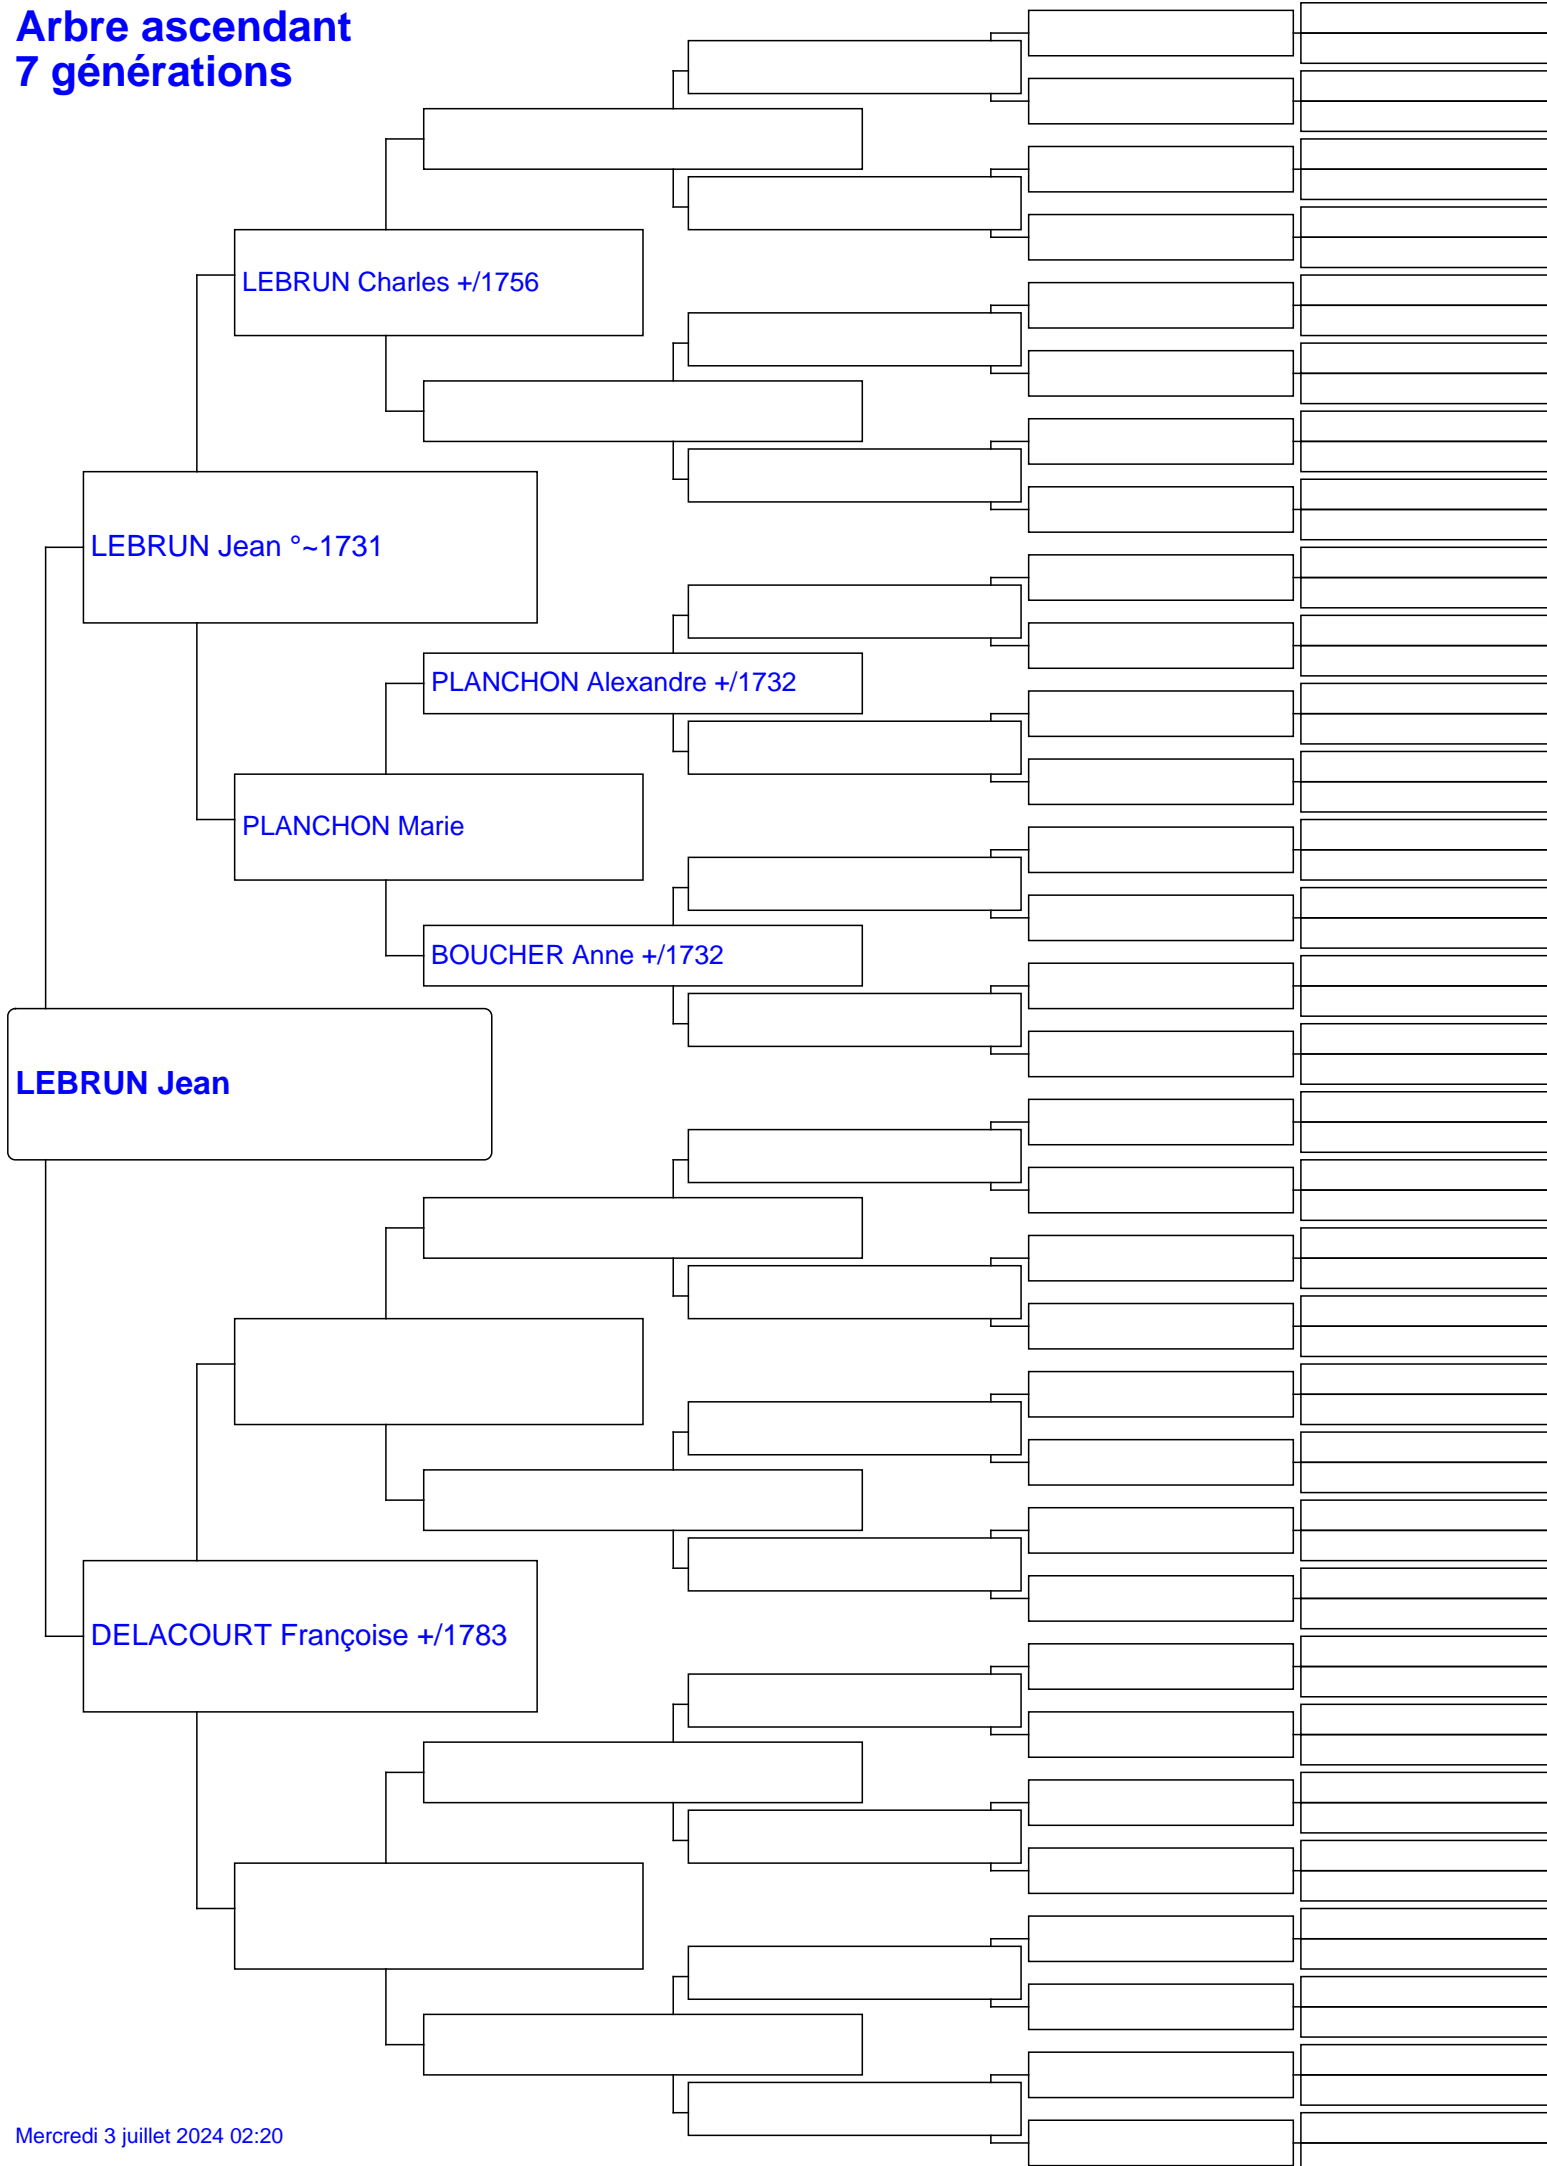 Arbre ascendant
7 générations
LEBRUN Charles +/1756
LEBRUN Jean °~1731
PLANCHON Alexandre +/1732
PLANCHON Marie
BOUCHER Anne +/1732
LEBRUN Jean
DELACOURT Françoise +/1783
Mercredi 3 juillet 2024 02:20